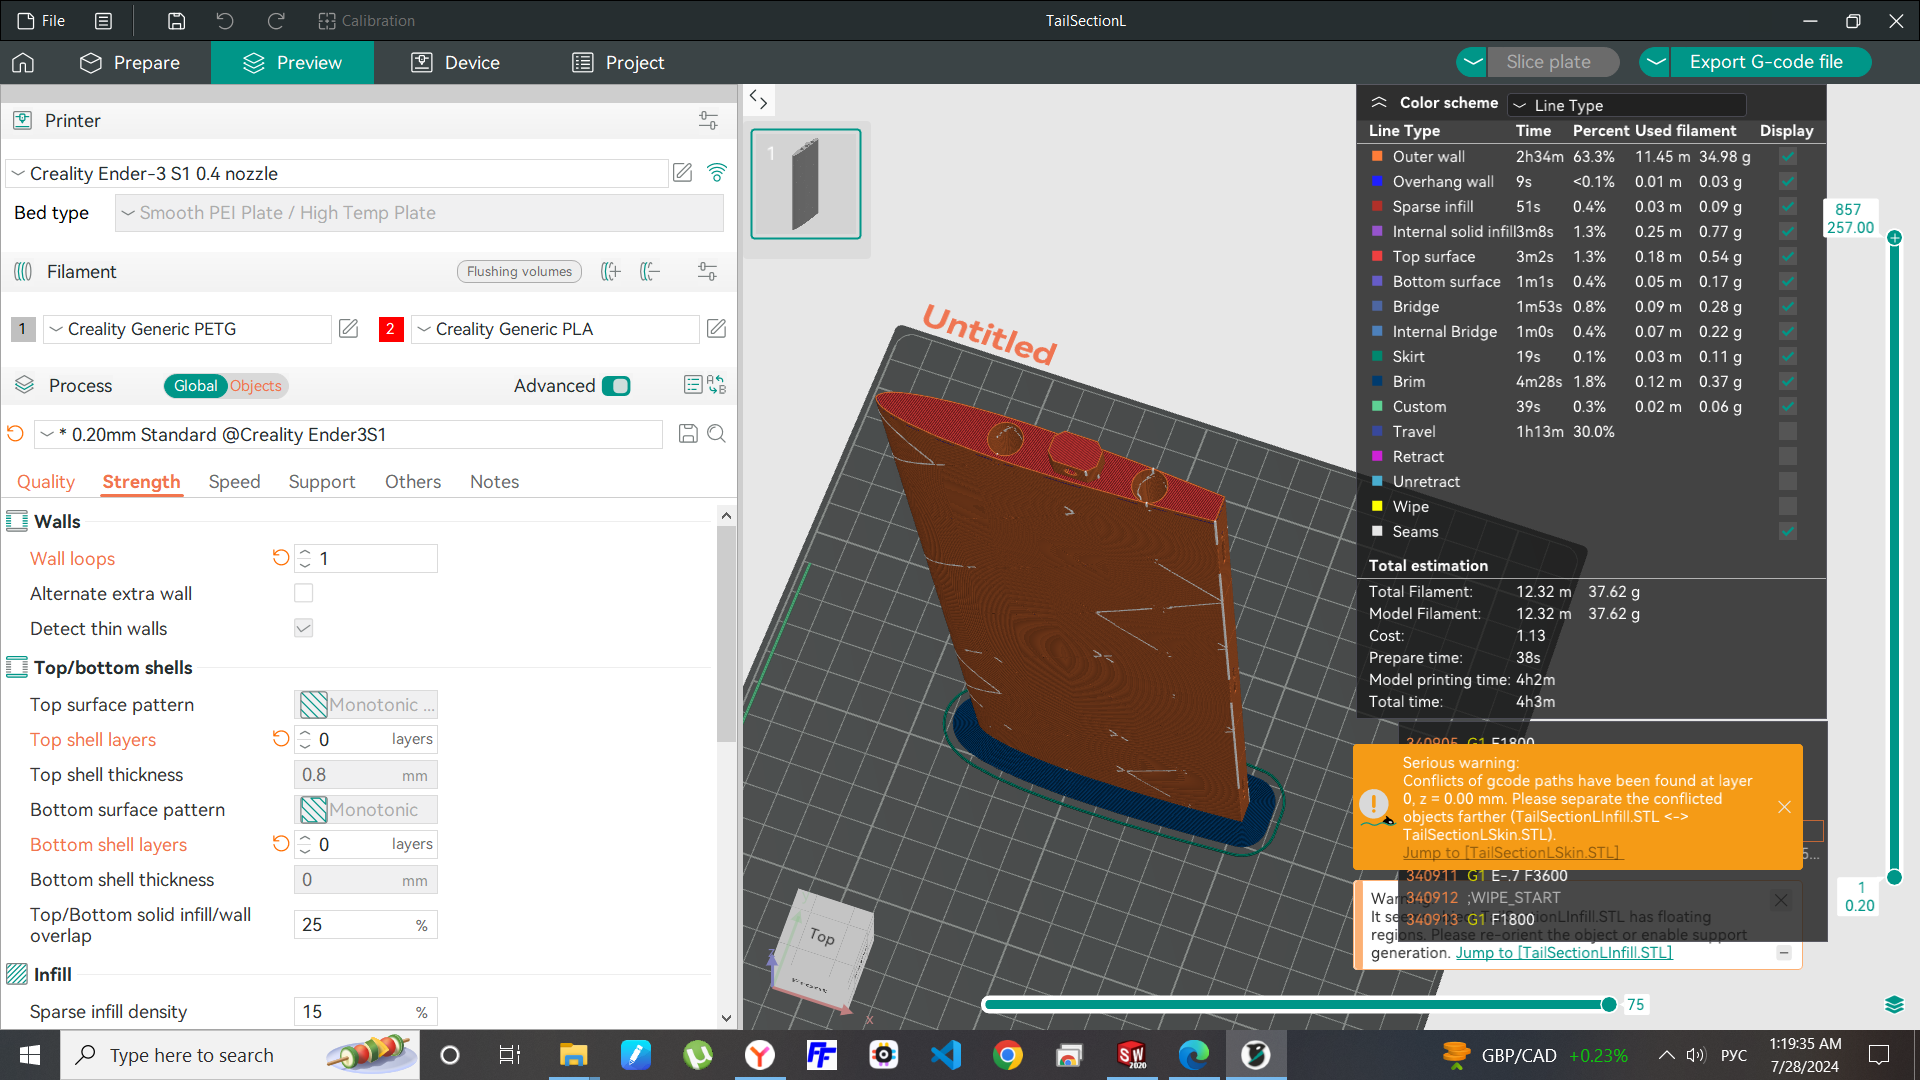 File
Calibration
TailSectionL
Prepare
Preview
Device
Project
Slice plate
Export G-code file
Printer
Creality Ender-3 S1 0.4 nozzle
Bed type
Smooth PEI Plate / High Temp Plate
Filament
Flushing volumes
1 Creality Generic PETG
2 Creality Generic PLA
Process
Global Objects
Advanced
* 0.20mm Standard @Creality Ender3S1
Quality Strength Speed Support Others Notes
Walls
Wall loops 1
Alternate extra wall
Detect thin walls
Top/bottom shells
Top surface pattern Monotonic ...
Top shell layers 0 layers
Top shell thickness 0.8 mm
Bottom surface pattern Monotonic
Bottom shell layers 0 layers
Bottom shell thickness 0 mm
Top/Bottom solid infill/wall
overlap 25 %
Infill
Sparse infill density 15 %
1
Untitled
Top
Front
x
Color scheme Line Type
Line Type Time Percent Used filament Display
Outer wall 2h34m 63.3% 11.45 m 34.98 g
Overhang wall 9s <0.1% 0.01 m 0.03 g
Sparse infill 51s 0.4% 0.03 m 0.09 g
Internal solid infill 3m8s 1.3% 0.25 m 0.77 g
Top surface 3m2s 1.3% 0.18 m 0.54 g
Bottom surface 1m1s 0.4% 0.05 m 0.17 g
Bridge 1m53s 0.8% 0.09 m 0.28 g
Internal Bridge 1m0s 0.4% 0.07 m 0.22 g
Skirt 19s 0.1% 0.03 m 0.11 g
Brim 4m28s 1.8% 0.12 m 0.37 g
Custom 39s 0.3% 0.02 m 0.06 g
Travel 1h13m 30.0%
Retract
Unretract
Wipe
Seams
Total estimation
Total Filament: 12.32 m 37.62 g
Model Filament: 12.32 m 37.62 g
Cost: 1.13
Prepare time: 38s
Model printing time: 4h2m
Total time: 4h3m
857
257.00
1
0.20
340905 G1 F1800
Serious warning:
Conflicts of gcode paths have been found at layer
0, z = 0.00 mm. Please separate the conflicted
objects farther (TailSectionLInfill.STL <->
TailSectionLSkin.STL).
Jump to [TailSectionLSkin.STL]
5...
340911 G1 E-.7 F3600
340912 ;WIPE_START
340913 G1 F1800
has floating
regions. Please re-orient the object or enable support
generation. Jump to [TailSectionLInfill.STL]
75
Type here to search
SW
2020
GBP/CAD +0.23%
РУС
1:19:35 AM
7/28/2024